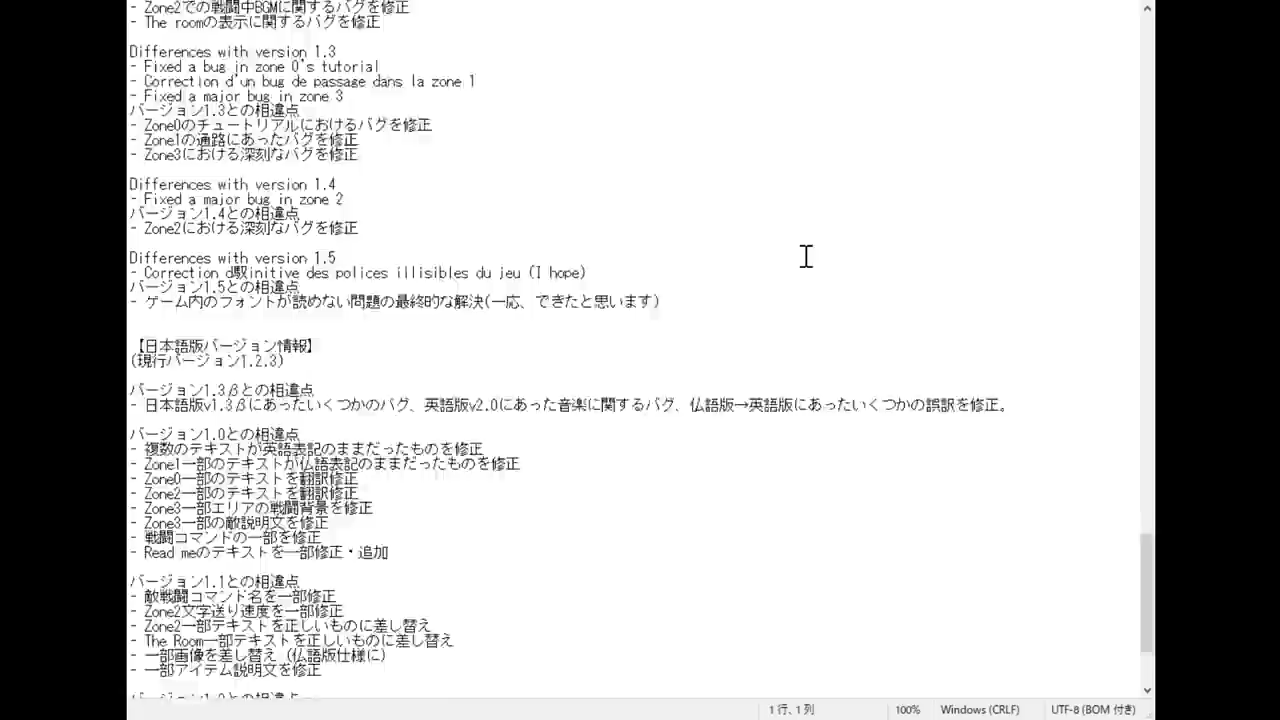 - Zone2での戦闘中BGMに関するバグを修正
- The roomの表示に関するバグを修正
Differences with version 1.3
- Fixed a bug in zone 0's tutorial
- Correction d'un bug de passage dans la zone 1
- Fixed a major bug in zone 3
バージョン1.3との相違点
- Zone0のチュートリアルにおけるバグを修正
- Zone1の通路にあったバグを修正
- Zone3における深刻なバグを修正
Differences with version 1.4
- Fixed a major bug in zone 2
バージョン1.4との相違点
- Zone2における深刻なバグを修正
Differences with version 1.5
- Correction d馭initive des polices illisibles du jeu (I hope)
バージョン1.5との相違点
- ゲーム内のフォントが読めない問題の最終的な解決(一応、できたと思います)
【日本語版バージョン情報】
(現行バージョン1.2.3)
バージョン1.3βとの相違点
- 日本語版v1.3βにあったいくつかのバグ、英語版v2.0にあった音楽に関するバグ、仏語版→英語版にあったいくつかの誤訳を修正。
バージョン1.0との相違点
- 複数のテキストが英語表記のままだったものを修正
- Zone1一部のテキストが仏語表記のままだったものを修正
- Zone0一部のテキストを翻訳修正
- Zone2一部のテキストを翻訳修正
- Zone3一部エリアの戦闘背景を修正
- Zone3一部の敵説明文を修正
- 戦闘コマンドの一部を修正
- Read meのテキストを一部修正・追加
バージョン1.1との相違点
- 敵戦闘コマンド名を一部修正
- Zone2文字送り速度を一部修正
- Zone2一部テキストを正しいものに差し替え
- The Room一部テキストを正しいものに差し替え
- 一部画像を差し替え (仏語版仕様に)
- 一部アイテム説明文を修正
1 行、1 列
100%
Windows (CRLF)
UTF-8 (BOM 付き)